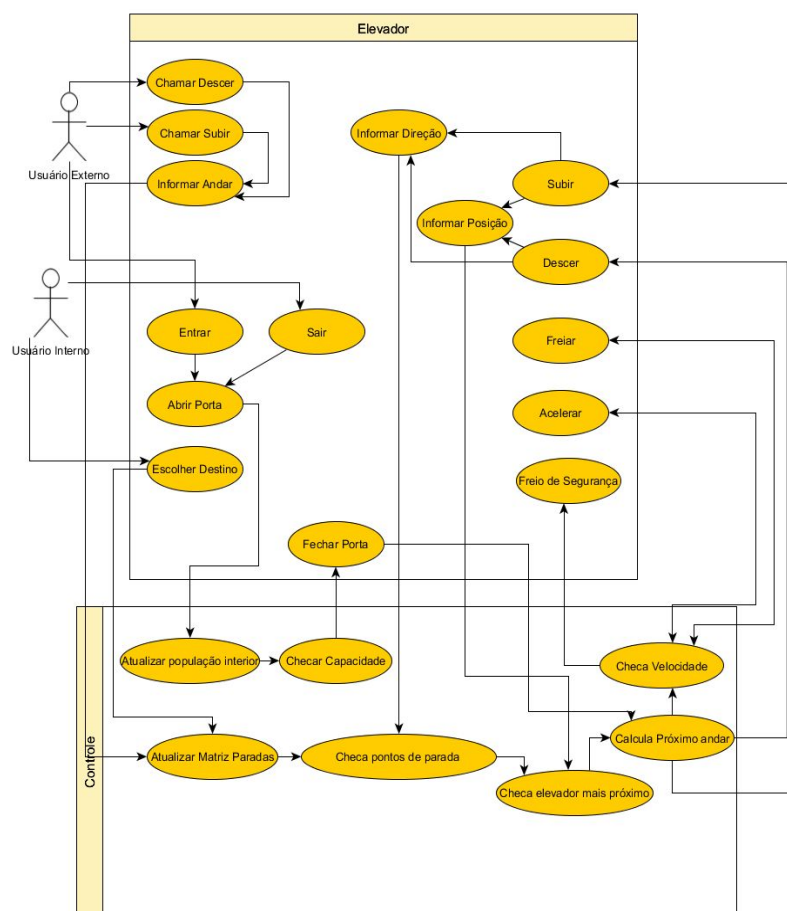 Elevador
Chamar Descer
Chamar Subir
Informar Direção
Usuário Externo
Informar Andar
Subir
Informar Posição
Descer
Entrar
Sair
Freiar
Usuário Interno
Abrir Porta
Acelerar
Escolher Destino
Freio de Segurança
Fechar Porta
Atualizar população interior
Checar Capacidade
Checa Velocidade
Controle
Atualizar Matriz Paradas
Checa pontos de parada
Calcula Próximo andar
Checa elevador mais próximo